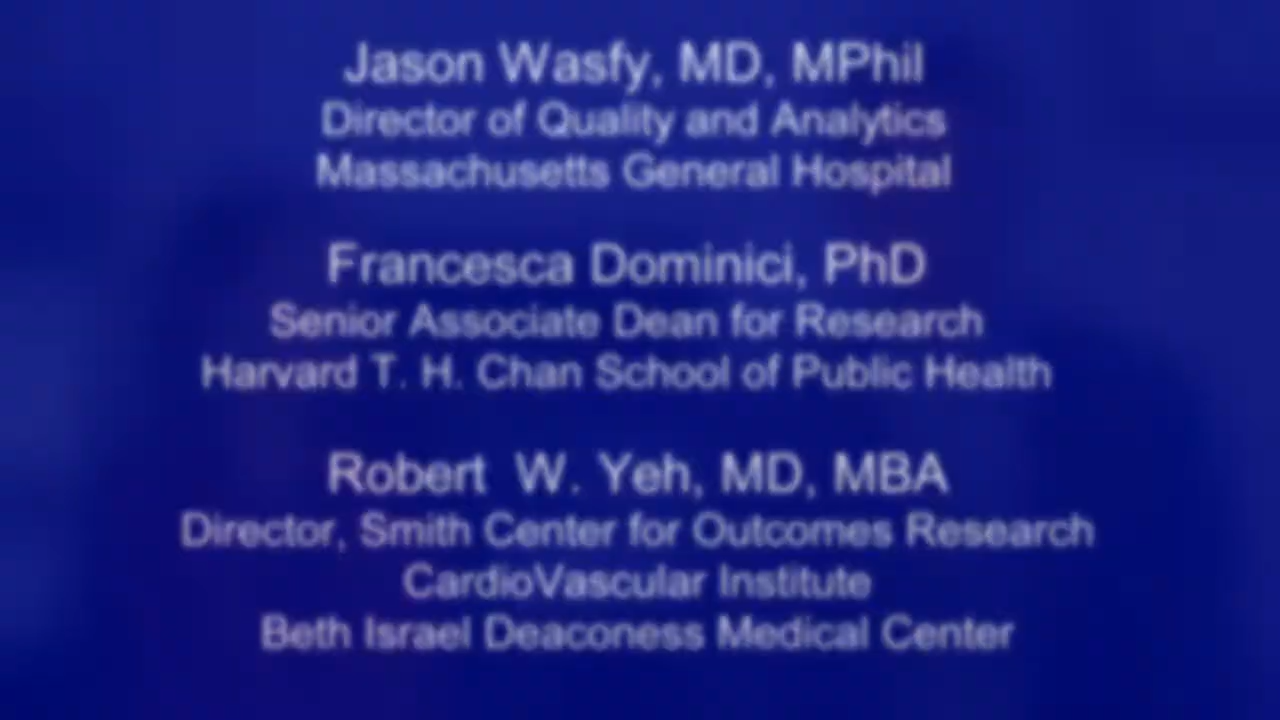 Jason Wasfy, MD, MPhil
Director of Quality and Analytics
Massachusetts General Hospital
Francesca Dominici, PhD
Senior Associate Dean for Research
Harvard T. H. Chan School of Public Health
Robert W. Yeh, MD, MBA
Director, Smith Center for Outcomes Research
CardioVascular Institute
Beth Israel Deaconess Medical Center